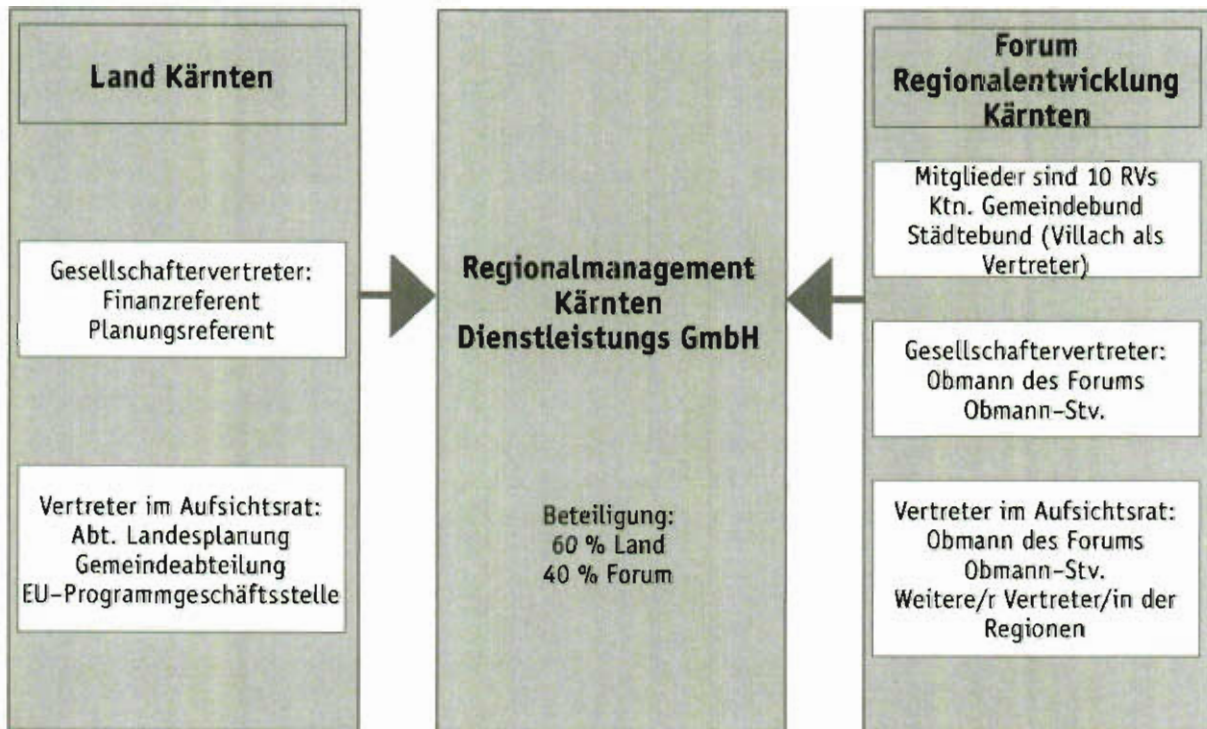 Land Kärnten
Gesellschaftervertreter:
Finanzreferent
Planungsreferent
Vertreter im Aufsichtsrat:
Abt. Landesplanung
Gemeindeabteilung
EU-Programmgeschäftsstelle
Regionalmanagement
Kärnten
Dienstleistungs GmbH
Beteiligung:
60 % Land
40 % Forum
Forum
Regionalentwicklung
Kärnten
Mitglieder sind 10 RVs
Ktn. Gemeindebund
Städtebund (Villach als
Vertreter)
Gesellschaftervertreter:
Obmann des Forums
Obmann-Stv.
Vertreter im Aufsichtsrat:
Obmann des Forums
Obmann-Stv.
Weitere/r Vertreter/in der
Regionen